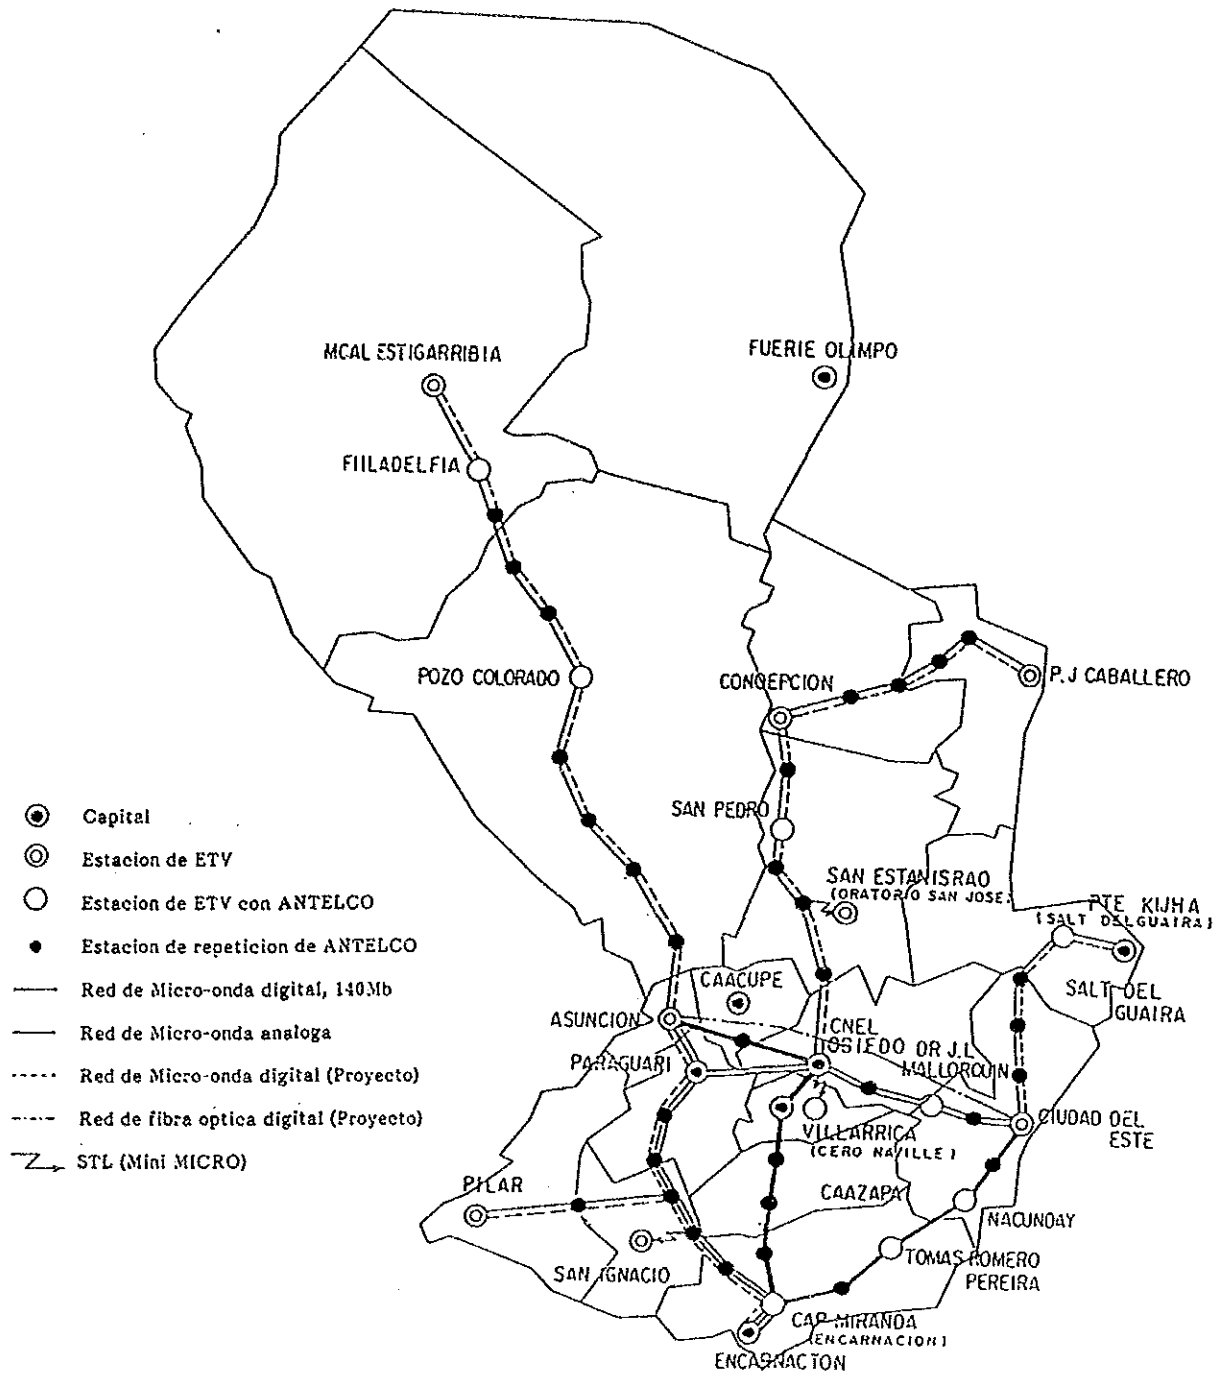 MCAL ESTIGARRIBIA
FUERIE OLIMPO
FIILADELFIA
POZO COLORADO
CONQEPCION
P.J CABALLERO
SAN PEDRO
Capital
Estacion de ETV
Estacion de ETV con ANTELCO
Estacion de repeticion de ANTELCO
Red de Micro-onda digital, 140Mb
Red de Micro-onda analoga
Red de Micro-onda digital (Proyecto)
Red de fibra optica digital (Proyecto)
STL (Mini MICRO)
SAN ESTANISRAO
(ORATORIO SAN JOSE)
PTE KIJHA
(SALT DELGUAIRA)
CAACUPE
SALT DEL
GUAIRA
ASUNCION
CNEL
OSIEDO DR J.L
MALLORQUIN
PARAGUARI
CIUDAD DEL
ESTE
VILLARRICA
(CERO NAVILLE)
PILAR
CAAZAPA
NACUNDAY
SAN IGNACIO
TOMAS ROMERO
PEREIRA
CAP MIRANDA
(ENCARNACION)
ENCARNACION